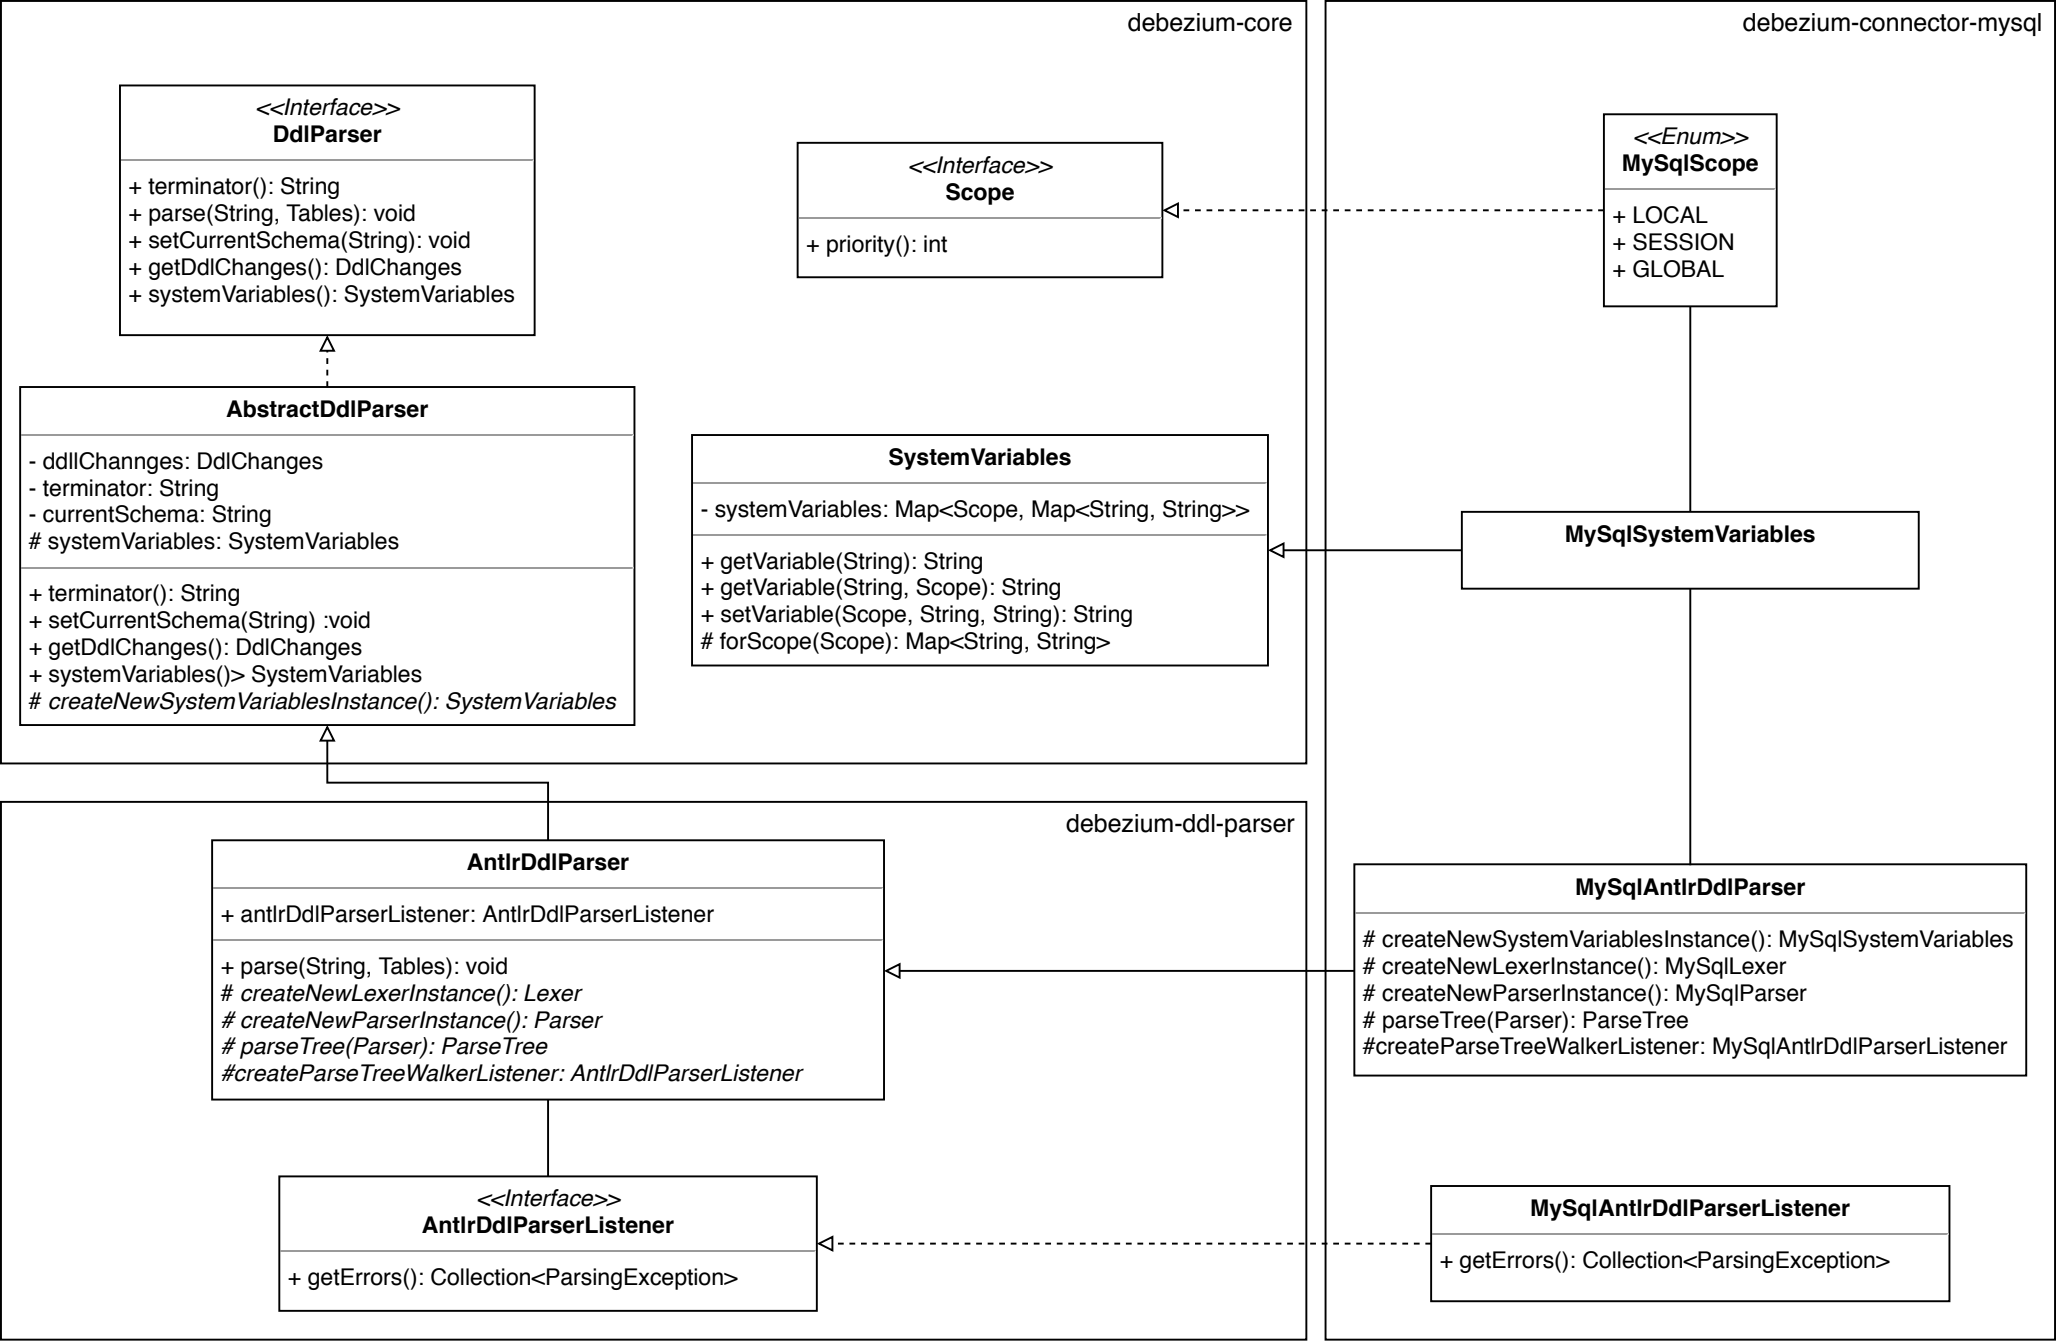 debezium-core
<<Interface>>
DdlParser
+ terminator(): String
+ parse(String, Tables): void
+ setCurrentSchema(String): void
+ getDdlChanges(): DdlChanges
+ systemVariables(): SystemVariables
<<Interface>>
Scope
+ priority(): int
AbstractDdlParser
- ddllChannges: DdlChanges
- terminator: String
- currentSchema: String
# systemVariables: SystemVariables
+ terminator(): String
+ setCurrentSchema(String) :void
+ getDdlChanges(): DdlChanges
+ systemVariables()> SystemVariables
# createNewSystemVariablesInstance(): SystemVariables
SystemVariables
- systemVariables: Map<Scope, Map<String, String>>
+ getVariable(String): String
+ getVariable(String, Scope): String
+ setVariable(Scope, String, String): String
# forScope(Scope): Map<String, String>
debezium-connector-mysql
<<Enum>>
MySqlScope
+ LOCAL
+ SESSION
+ GLOBAL
MySqlSystemVariables
MySqlAntlrDdlParser
# createNewSystemVariablesInstance(): MySqlSystemVariables
# createNewLexerInstance(): MySqlLexer
# createNewParserInstance(): MySqlParser
# parseTree(Parser): ParseTree
#createParseTreeWalkerListener: MySqlAntlrDdlParserListener
MySqlAntlrDdlParserListener
+ getErrors(): Collection<ParsingException>
debezium-ddl-parser
AntlrDdlParser
+ antlrDdlParserListener: AntlrDdlParserListener
+ parse(String, Tables): void
# createNewLexerInstance(): Lexer
# createNewParserInstance(): Parser
# parseTree(Parser): ParseTree
#createParseTreeWalkerListener: AntlrDdlParserListener
<<Interface>>
AntlrDdlParserListener
+ getErrors(): Collection<ParsingException>